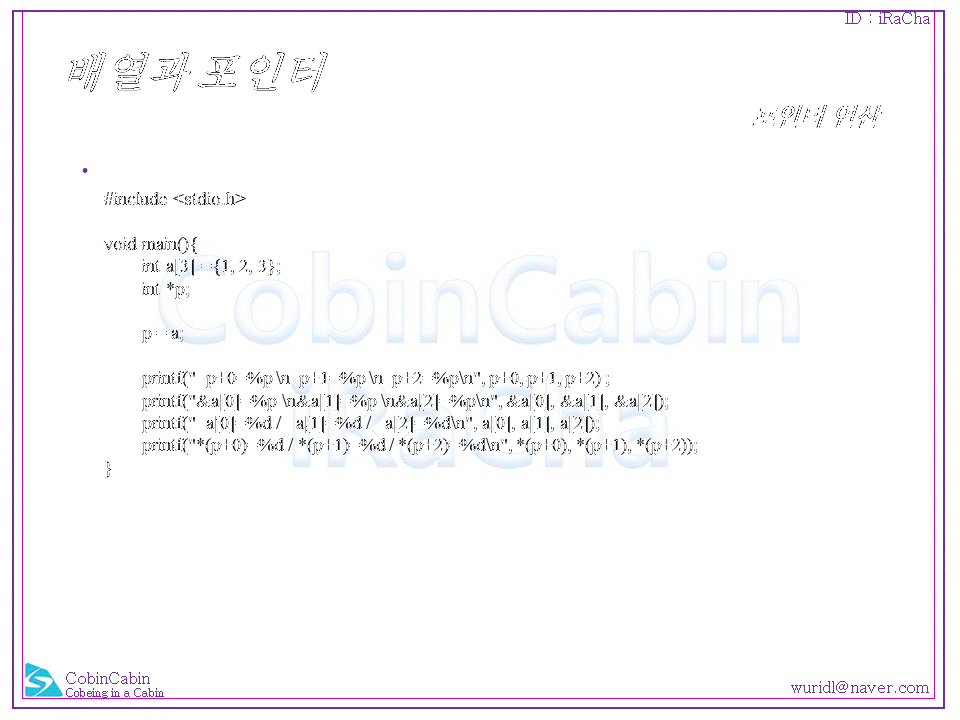 ID : iRaCha
배열과 포인터
포인터 연산
#include <stdio.h>
void main(){
int a[3]={1, 2, 3};
int *p;
p=a;
printf(" p+0=%p \n p+1=%p \n p+2=%p\n", p+0, p+1, p+2) ;
printf("&a[0]=%p \n&a[1]=%p \n&a[2]=%p\n", &a[0], &a[1], &a[2]);
printf(" a[0]=%d / a[1]=%d / a[2]=%d\n", a[0], a[1], a[2]);
printf("*(p+0)=%d / *(p+1)=%d / *(p+2)=%d\n", *(p+0), *(p+1), *(p+2));
}
CobinCabin
iRaCha
CobinCabin
Cobeing in a Cabin
wuridl@naver.com